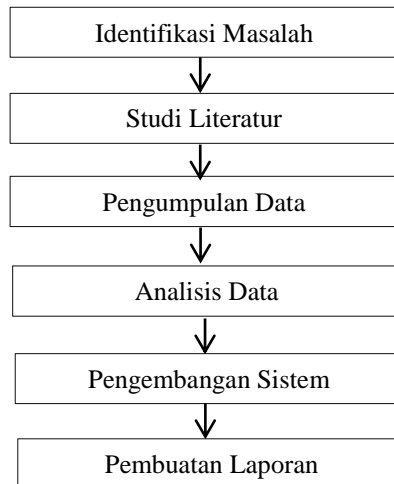 Identifikasi Masalah
Studi Literatur
Pengumpulan Data
Analisis Data
Pengembangan Sistem
Pembuatan Laporan